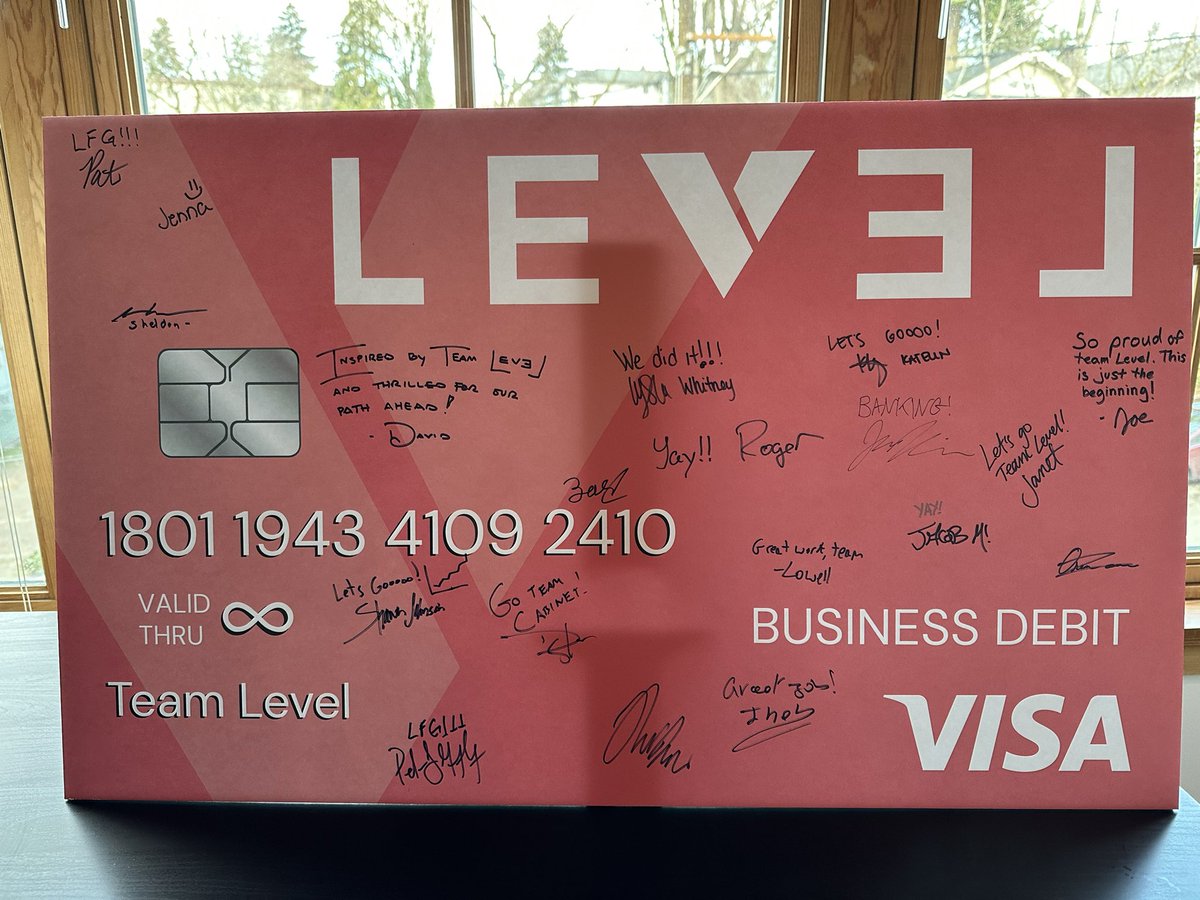 LFG!!!
Pat
Jenna
LEVEL
Sheldon-
INSPIRED BY TEAM LEVEL
AND THRILLED FOR OUR
PATH AHEAD!
- DAVID
We did it!!!
Whitney
LETS GOOOO!
KATELIN
So proud of
team Level. This
is just the
beginning!
- Joe
BANKING!
Yay!! Roger
Let's go
Team Level!
Janet
1801 1943 4109 2410
YAY!
JACOB M!
Great work, team
-Lowell
VALID
THRU
Lets Gooooo!
GO TEAM!
CABINET-
BUSINESS DEBIT
Team Level
Great job!
LFG!!!
VISA